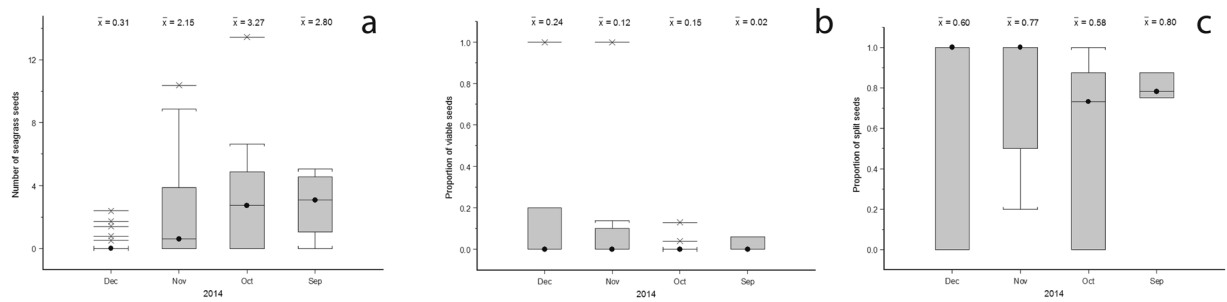 x̄ = 0.31 x̄ = 2.15 x̄ = 3.27 x̄ = 2.80
a
Number of seagrass seeds
12
8
4
0
Dec Nov Oct Sep
2014
x̄ = 0.24 x̄ = 0.12 x̄ = 0.15 x̄ = 0.02
b
Proportion of viable seeds
1.0
0.8
0.6
0.4
0.2
0.0
Dec Nov Oct Sep
2014
x̄ = 0.60 x̄ = 0.77 x̄ = 0.58 x̄ = 0.80
c
Proportion of split seeds
1.0
0.8
0.6
0.4
0.2
0.0
Dec Nov Oct Sep
2014